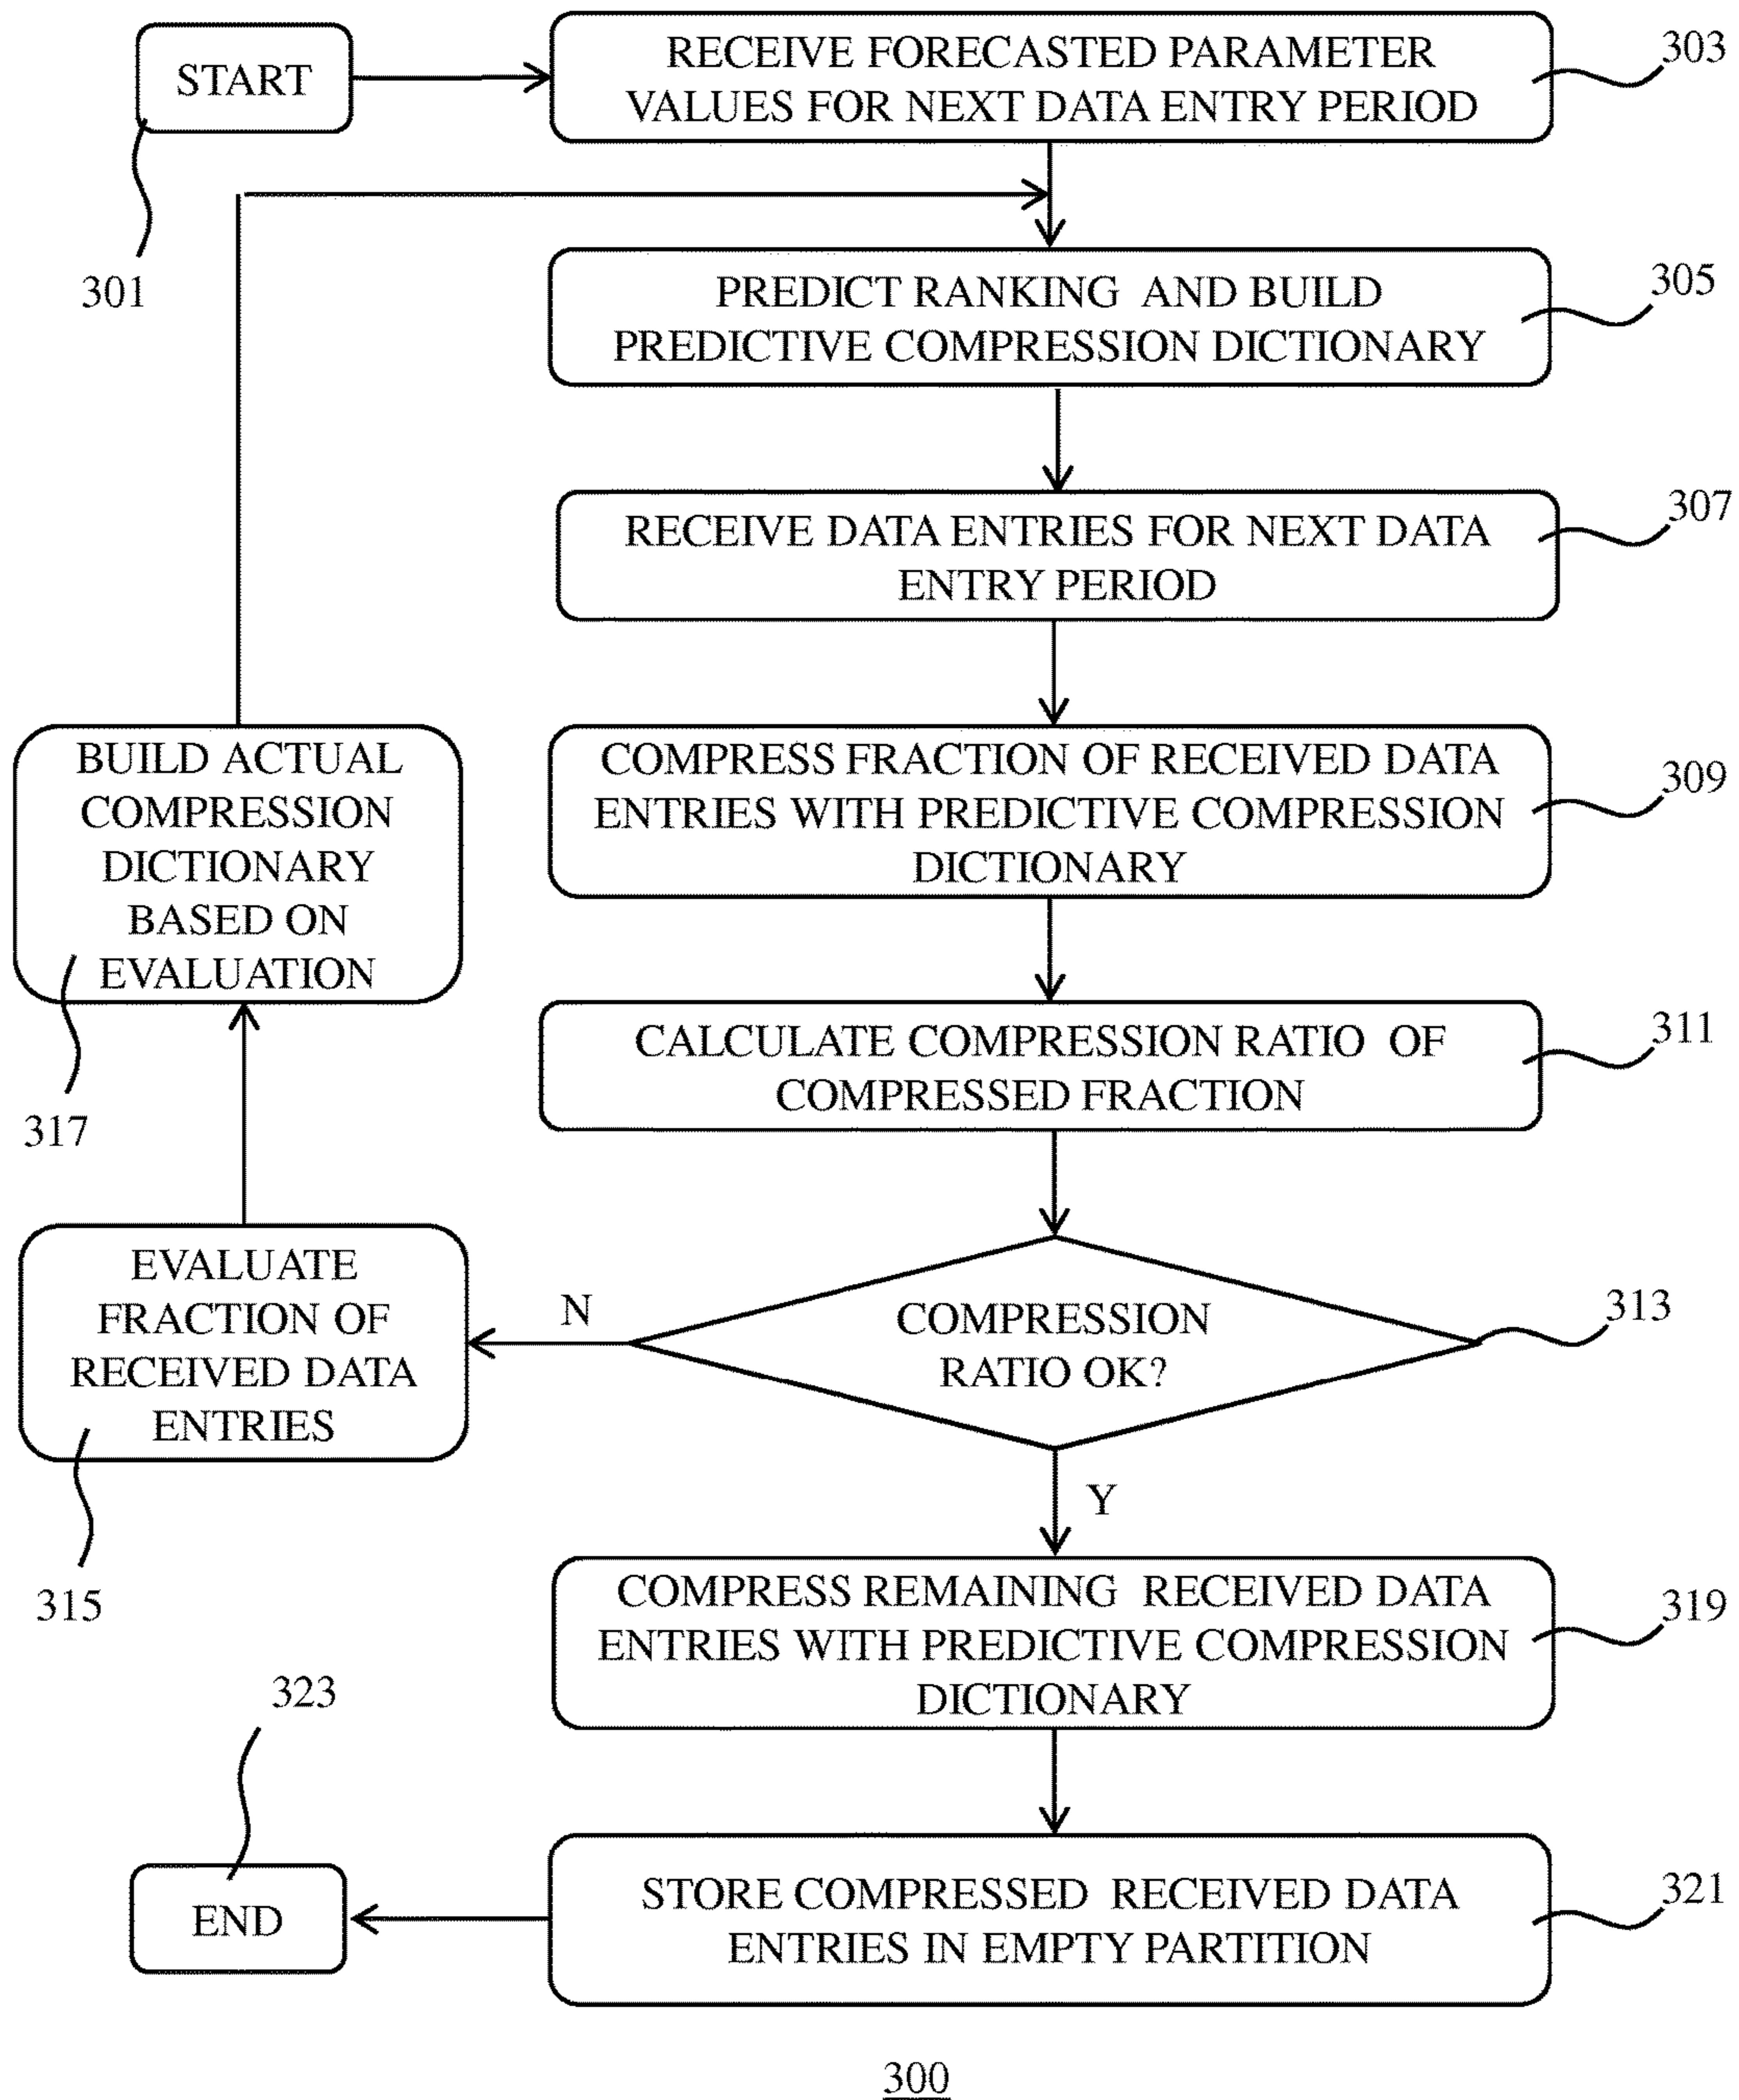 START
301
RECEIVE FORECASTED PARAMETER
VALUES FOR NEXT DATA ENTRY PERIOD
303
PREDICT RANKING AND BUILD
PREDICTIVE COMPRESSION DICTIONARY
305
RECEIVE DATA ENTRIES FOR NEXT DATA
ENTRY PERIOD
307
COMPRESS FRACTION OF RECEIVED DATA
ENTRIES WITH PREDICTIVE COMPRESSION
DICTIONARY
309
CALCULATE COMPRESSION RATIO OF
COMPRESSED FRACTION
311
COMPRESSION
RATIO OK?
313
N
EVALUATE
FRACTION OF
RECEIVED DATA
ENTRIES
315
BUILD ACTUAL
COMPRESSION
DICTIONARY
BASED ON
EVALUATION
317
Y
COMPRESS REMAINING RECEIVED DATA
ENTRIES WITH PREDICTIVE COMPRESSION
DICTIONARY
319
STORE COMPRESSED RECEIVED DATA
ENTRIES IN EMPTY PARTITION
321
END
323
300